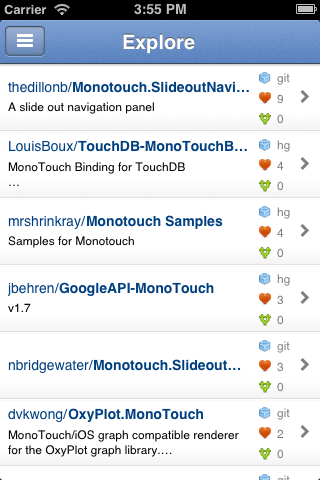 Carrier 3:55 PM
Explore
thedillonb/Monotouch.SlideoutNavi...
A slide out navigation panel
git
9
0
LouisBoux/TouchDB-MonoTouchB...
MonoTouch Binding for TouchDB
...
hg
4
0
mrshrinkray/Monotouch Samples
Samples for Monotouch
hg
4
0
jbehren/GoogleAPI-MonoTouch
v1.7
hg
3
0
nbridgewater/Monotouch.Slideout...
git
3
0
dvkwong/OxyPlot.MonoTouch
MonoTouch/iOS graph compatible renderer
for the OxyPlot graph library....
git
2
0
git